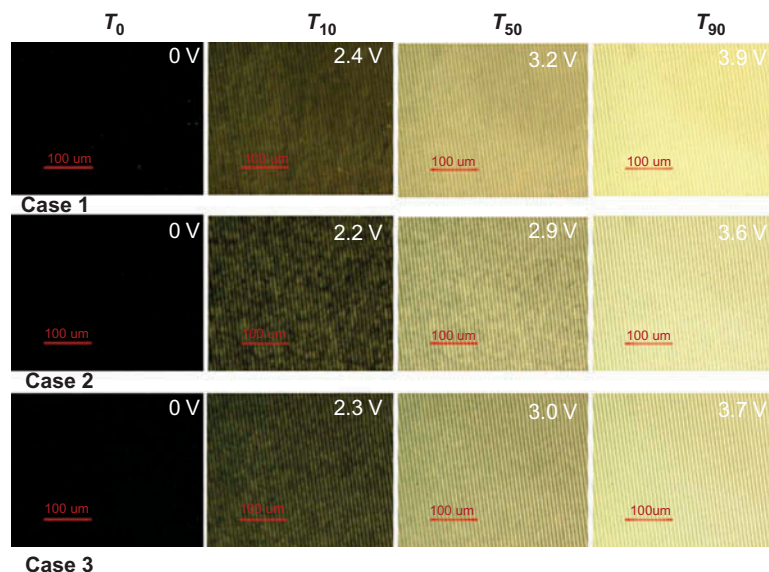 T0 T10 T50 T90
0 V 2.4 V 3.2 V 3.9 V
100 um 100 um 100 um 100 um
Case 1
0 V 2.2 V 2.9 V 3.6 V
100 um 100 um 100 um 100 um
Case 2
0 V 2.3 V 3.0 V 3.7 V
100 um 100 um 100 um 100um
Case 3